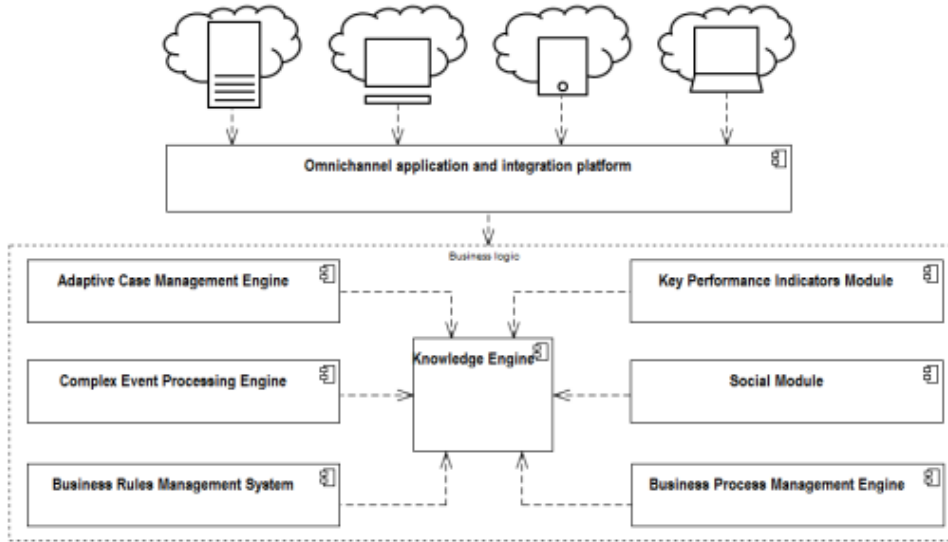 Omnichannel application and integration platform
Business logic
Adaptive Case Management Engine
Key Performance Indicators Module
Knowledge Engine
Complex Event Processing Engine
Social Module
Business Rules Management System
Business Process Management Engine